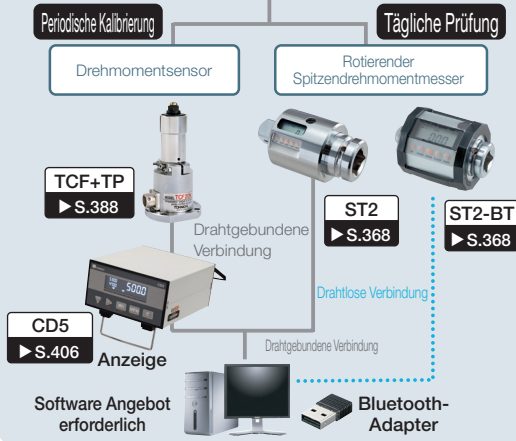 Periodische Kalibrierung
Tägliche Prüfung
Drehmomentsensor
Rotierender
Spitzendrehmomentmesser
TCF+TP
▶S.388
ST2
▶S.368
ST2-BT
▶S.368
Drahtgebundene
Verbindung
Drahtlose Verbindung
CD5
▶S.406
Anzeige
Drahtgebundene Verbindung
Software Angebot
erforderlich
Bluetooth-
Adapter